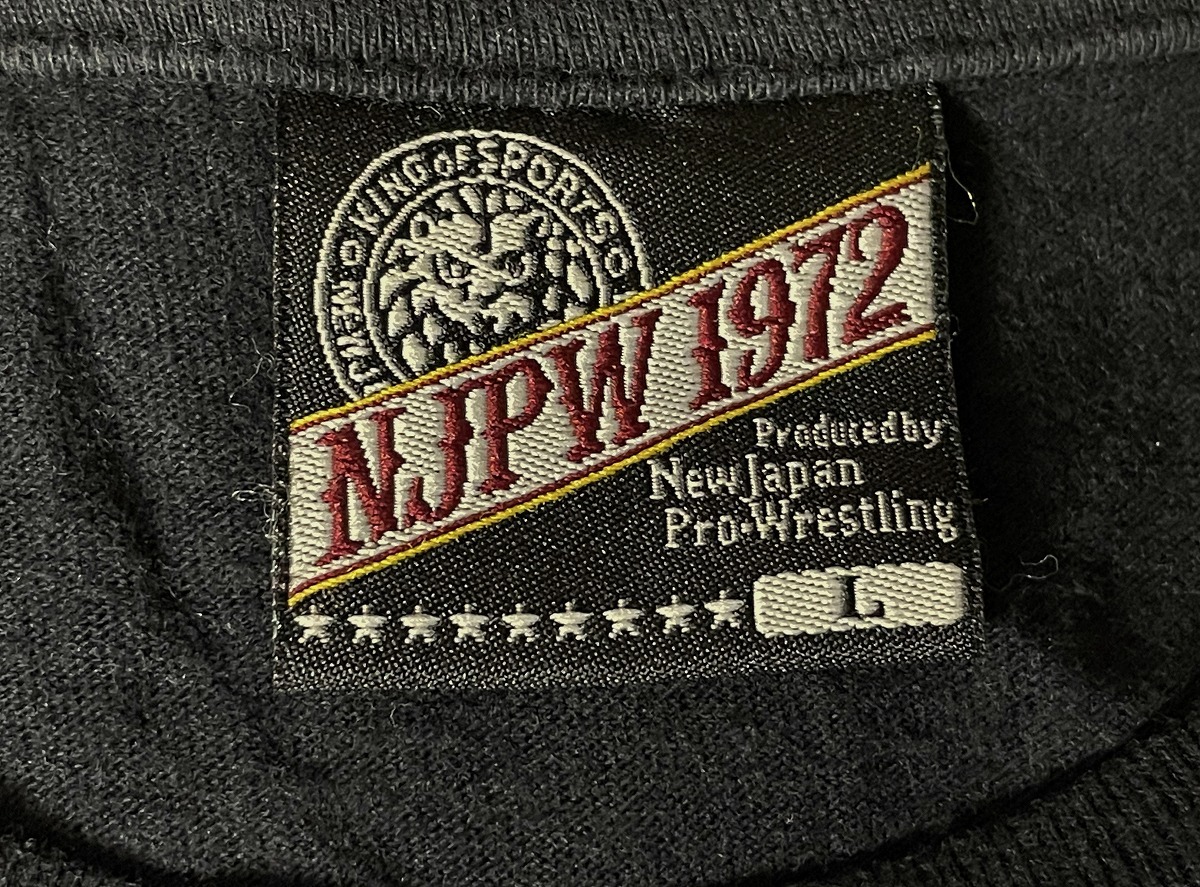 KING OF SPORTS
NJPW 1972
Produced by
New Japan
Pro-Wrestling
L